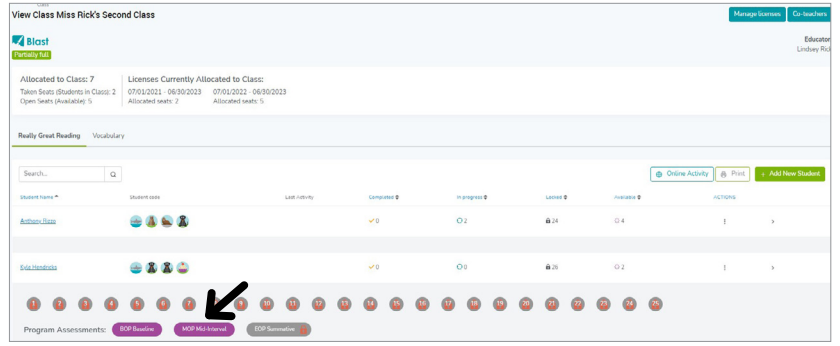 Class
View Class Miss Rick's Second Class
Manage licenses Co-teachers
Blast
Partially full
Educator
Lindsey Rick
Allocated to Class: 7 Licenses Currently Allocated to Class:
Taken Seats (Students in Class): 2 07/01/2021 - 06/30/2023 07/01/2022 - 06/30/2023
Open Seats (Available): 5 Allocated seats: 2 Allocated seats: 5
Really Great Reading Vocabulary
Search... Online Activity Print + Add New Student
Student Name Student code Last Activity Completed In progress Locked Available ACTIONS
Anthony Rizzo 0 2 24 4
Kyle Hendricks 0 0 26 2
1 2 3 4 5 6 7 9 10 11 12 13 14 15 16 17 18 19 20 21 22 23 24 25
Program Assessments: BOP Baseline MOP Mid-Interval EOP Summative